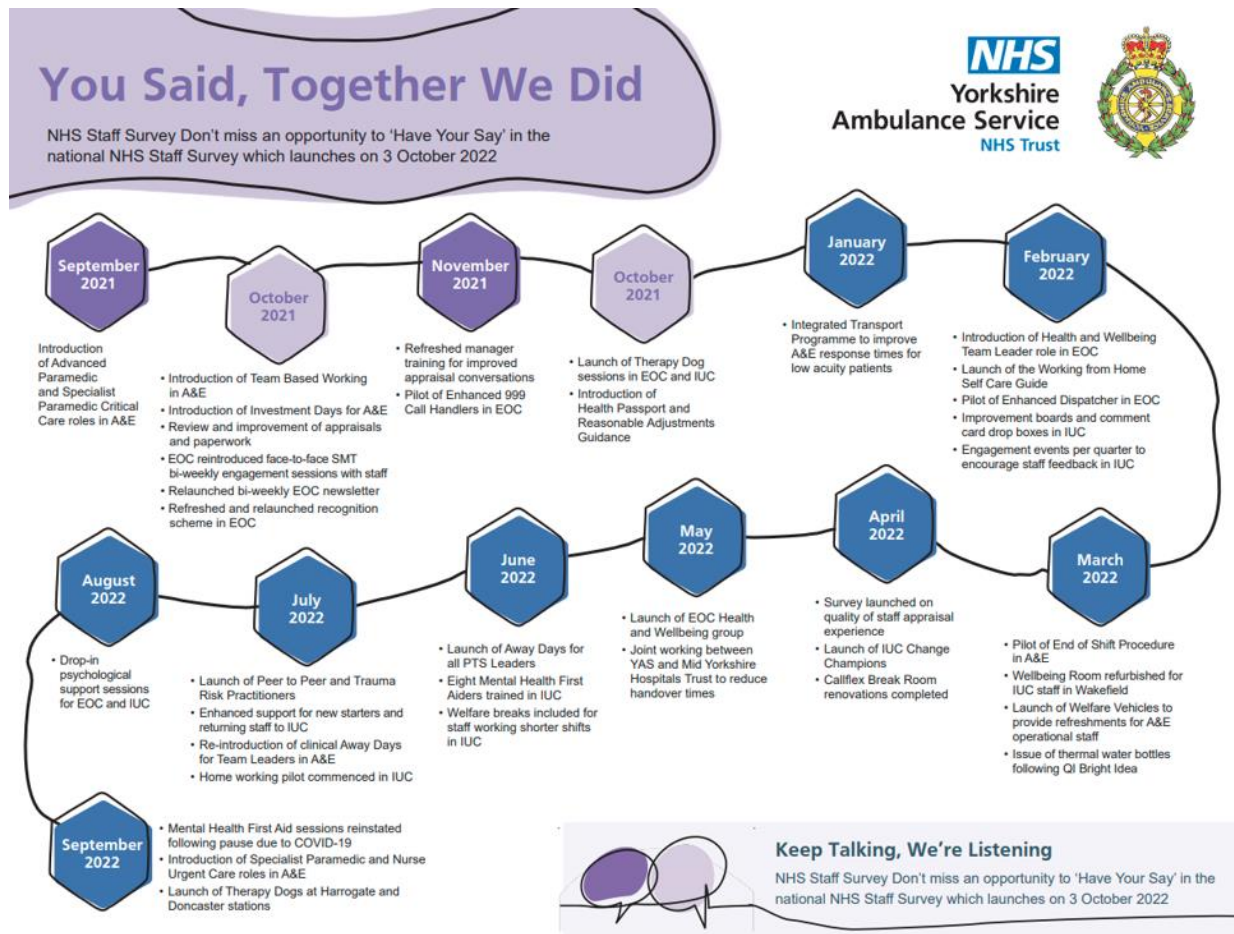 You Said, Together We Did
NHS Staff Survey Don't miss an opportunity to 'Have Your Say' in the
national NHS Staff Survey which launches on 3 October 2022
NHS
Yorkshire
Ambulance Service
NHS Trust
September
2021
Introduction
of Advanced
Paramedic
and Specialist
Paramedic Critical
Care roles in A&E
October
2021
• Introduction of Team Based Working
in A&E
• Introduction of Investment Days for A&E
• Review and improvement of appraisals
and paperwork
• EOC reintroduced face-to-face SMT
bi-weekly engagement sessions with staff
• Relaunched bi-weekly EOC newsletter
• Refreshed and relaunched recognition
scheme in EOC
November
2021
• Refreshed manager
training for improved
appraisal conversations
• Pilot of Enhanced 999
Call Handlers in EOC
October
2021
• Launch of Therapy Dog
sessions in EOC and IUC
• Introduction of
Health Passport and
Reasonable Adjustments
Guidance
January
2022
• Integrated Transport
Programme to improve
A&E response times for
low acuity patients
February
2022
• Introduction of Health and Wellbeing
Team Leader role in EOC
• Launch of the Working from Home
Self Care Guide
• Pilot of Enhanced Dispatcher in EOC
• Improvement boards and comment
card drop boxes in IUC
• Engagement events per quarter to
encourage staff feedback in IUC
March
2022
• Pilot of End of Shift Procedure
in A&E
• Wellbeing Room refurbished for
IUC staff in Wakefield
• Launch of Welfare Vehicles to
provide refreshments for A&E
operational staff
• Issue of thermal water bottles
following QI Bright Idea
April
2022
• Survey launched on
quality of staff appraisal
experience
• Launch of IUC Change
Champions
• Callflex Break Room
renovations completed
May
2022
• Launch of EOC Health
and Wellbeing group
• Joint working between
YAS and Mid Yorkshire
Hospitals Trust to reduce
handover times
June
2022
• Launch of Away Days for
all PTS Leaders
• Eight Mental Health First
Aiders trained in IUC
• Welfare breaks included for
staff working shorter shifts
in IUC
July
2022
• Launch of Peer to Peer and Trauma
Risk Practitioners
• Enhanced support for new starters and
returning staff to IUC
• Re-introduction of clinical Away Days
for Team Leaders in A&E
• Home working pilot commenced in IUC
August
2022
• Drop-in
psychological
support sessions
for EOC and IUC
September
2022
• Mental Health First Aid sessions reinstated
following pause due to COVID-19
• Introduction of Specialist Paramedic and Nurse
Urgent Care roles in A&E
• Launch of Therapy Dogs at Harrogate and
Doncaster stations
Keep Talking, We're Listening
NHS Staff Survey Don't miss an opportunity to 'Have Your Say' in the
national NHS Staff Survey which launches on 3 October 2022